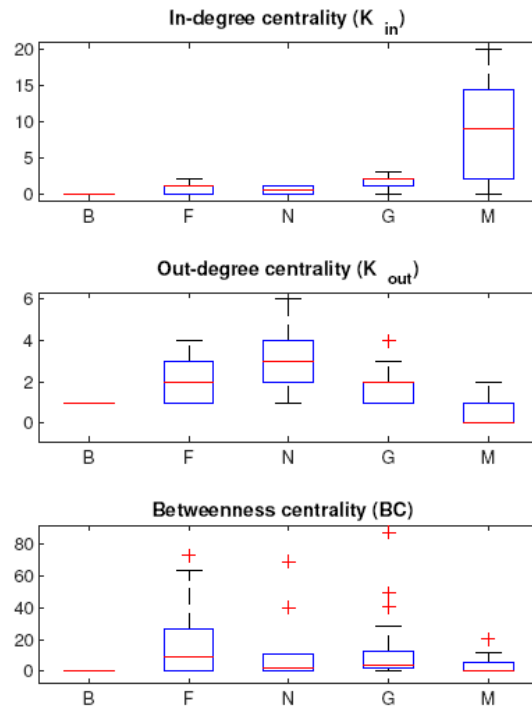 In-degree centrality (K in)
20
15
10
5
0
B F N G M
Out-degree centrality (K out)
6
4
2
0
B F N G M
Betweenness centrality (BC)
80
60
40
20
0
B F N G M